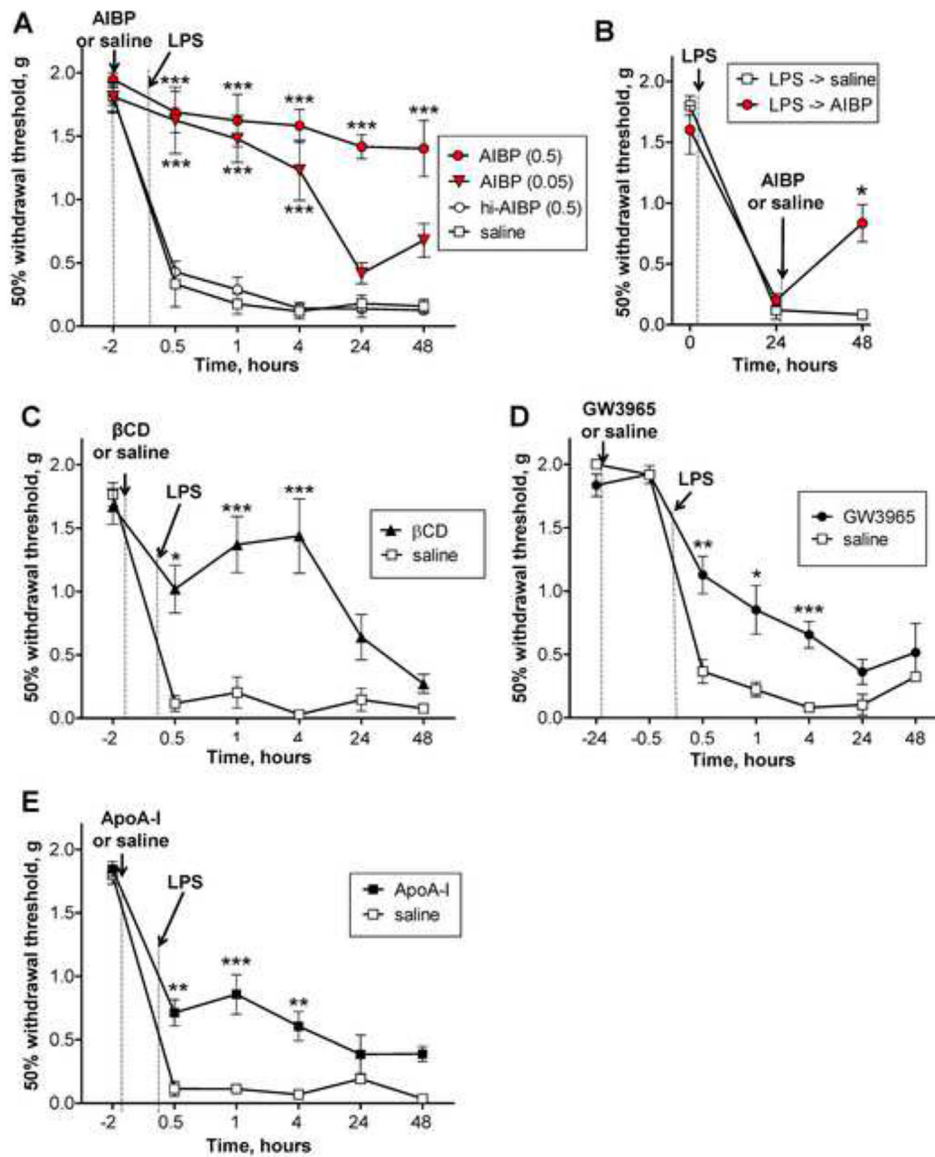 A
AIBP
or saline
LPS
50% withdrawal threshold, g
2.0
1.5
1.0
0.5
0.0
*** *** *** *** ***
*** *** ***
AIBP (0.5)
AIBP (0.05)
hi-AIBP (0.5)
saline
-2 0.5 1 4 24 48
Time, hours
B
LPS
LPS -> saline
LPS -> AIBP
AIBP
or saline
*
50% withdrawal threshold, g
2.0
1.5
1.0
0.5
0.0
0 24 48
Time, hours
C
βCD
or saline
LPS
* *** ***
βCD
saline
50% withdrawal threshold, g
2.0
1.5
1.0
0.5
0.0
-2 0.5 1 4 24 48
Time, hours
D
GW3965
or saline
LPS
** * ***
GW3965
saline
50% withdrawal threshold, g
2.0
1.5
1.0
0.5
0.0
-24 -0.5 0.5 1 4 24 48
Time, hours
E
ApoA-I
or saline
LPS
** *** **
ApoA-I
saline
50% withdrawal threshold, g
2.0
1.5
1.0
0.5
0.0
-2 0.5 1 4 24 48
Time, hours